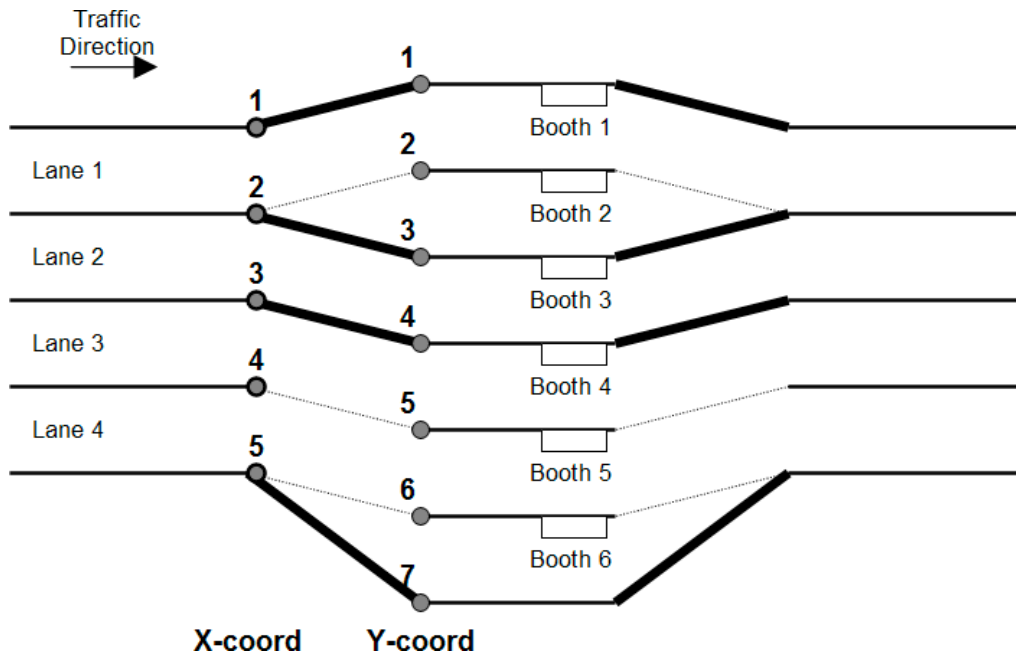 Traffic
Direction
1
1
Booth 1
Lane 1
2
2
Booth 2
Lane 2
3
3
Booth 3
Lane 3
4
4
Booth 4
Lane 4
5
5
Booth 5
6
Booth 6
7
X-coord
Y-coord